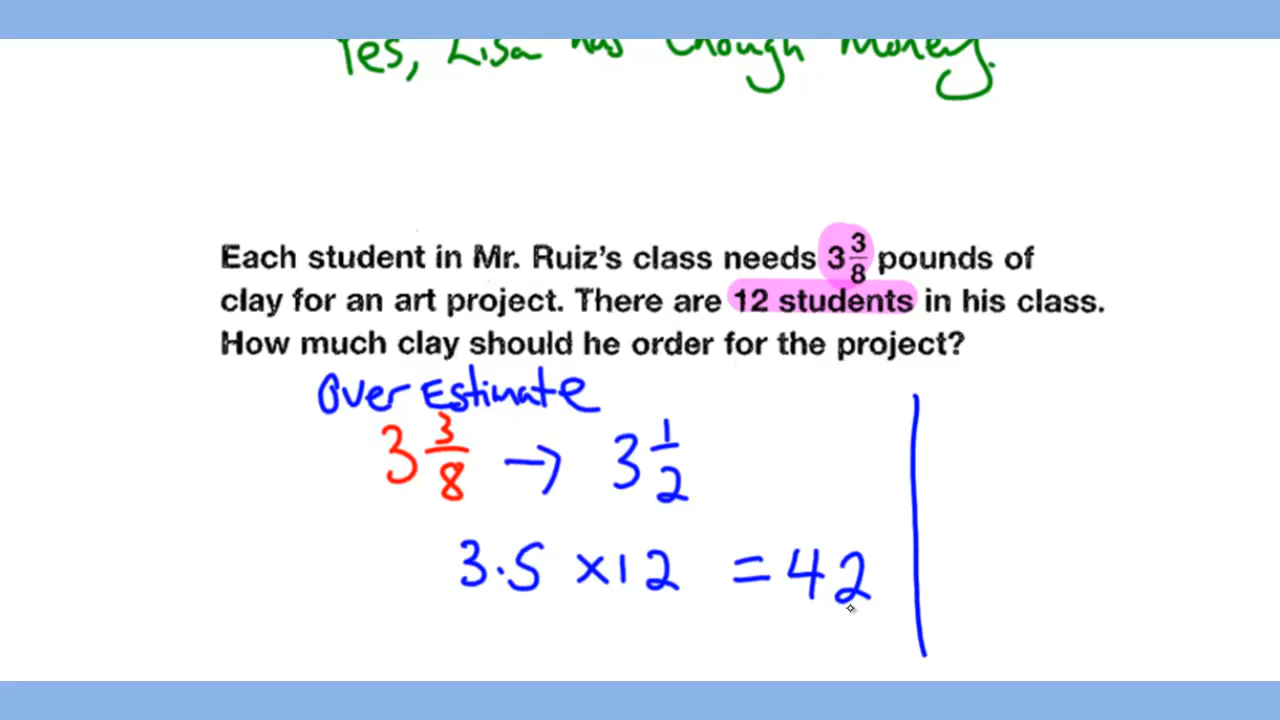 Yes, Lisa has enough money.
Each student in Mr. Ruiz's class needs 3 3/8 pounds of
clay for an art project. There are 12 students in his class.
How much clay should he order for the project?
Over Estimate
3 3/8 → 3 1/2
3.5 x12 = 42